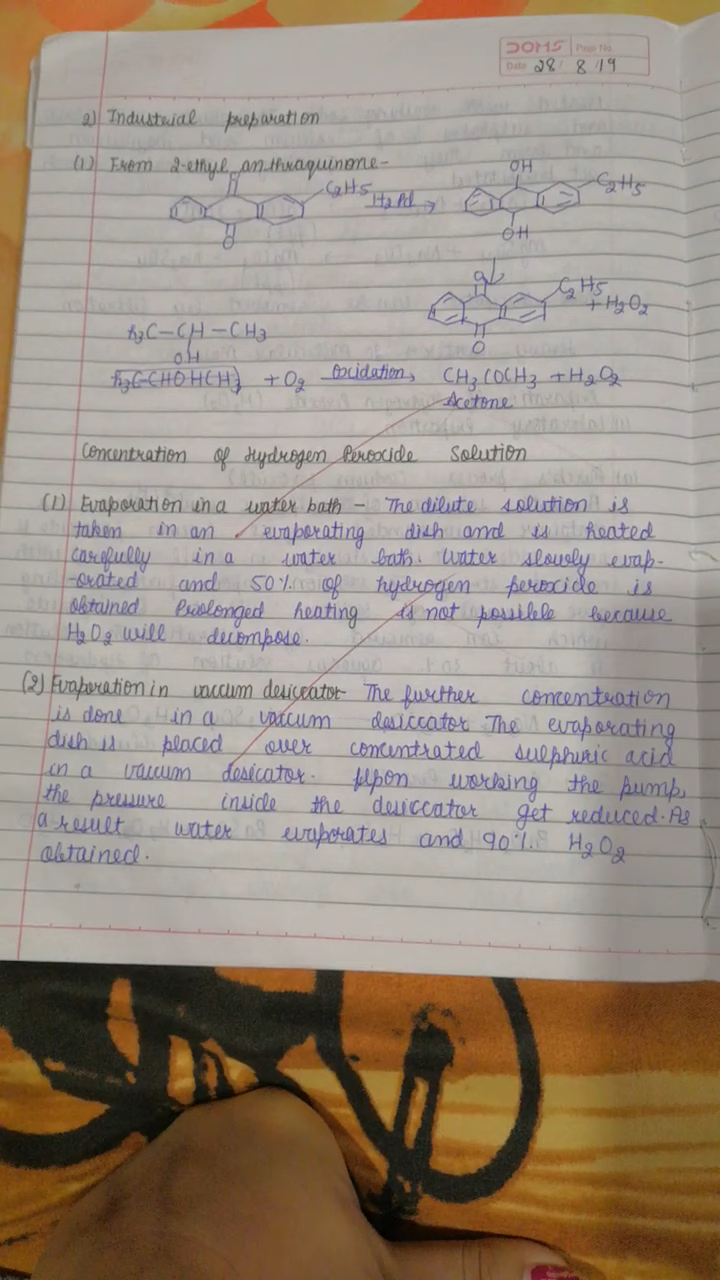 DOMS Page No.
Date 28 8 19
2) Industrial preparation
(1) From 2-ethyl anthraquinone-
O C2H5 H2Pd → OH C2H5
O OH
O C2H5 + H2O2
O
H3C-CH-CH3
OH
H3C-CHOHCH3 + O2 Oxidation→ CH3COCH3 + H2O2
Acetone
Concentration of Hydrogen Peroxide Solution
(1) Evaporation in a water bath - The dilute solution is
taken in an evaporating dish and is heated
carefully in a water bath. Water slowly evap-
-orated and 50% of hydrogen peroxide is
obtained Prolonged heating is not possible because
H2O2 will decompose.
(2) Evaporation in vaccum desiccator- The further concentration
is done in a vaccum desiccator The evaporating
dish is placed over concentrated sulphuric acid
in a vaccum desicator. Upon working the pump,
the pressure inside the desiccator get reduced. As
a result water evaporates and 90% H2O2
obtained.